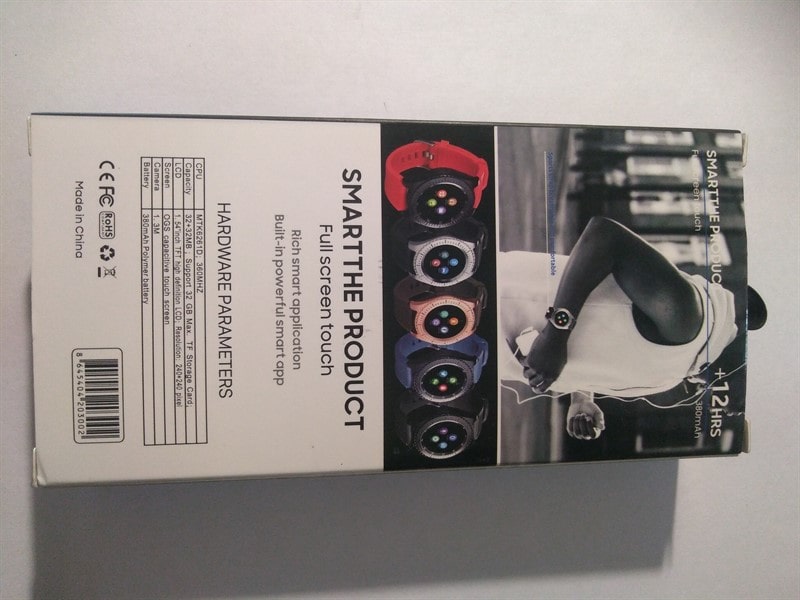 SMARTTHE PRODUC
Full screen touch
+12HRS
380mAh
SMARTTHE PRODUCT
Full screen touch
Rich smart application
Built-in powerful smart app
HARDWARE PARAMETERS
CPU MTK6261D, 360MHZ
Capacity 32+32MB, Support 32 GB Max. TF Storage Card,
LCD 1.54"inch TFT high definition LCD, Resolution: 240×240 pixel
Screen OGS capacitive touch screen
Camera 1.3M
Battery 380mAh Polymer battery
CE FC RoHS
Made in China
8645404203002